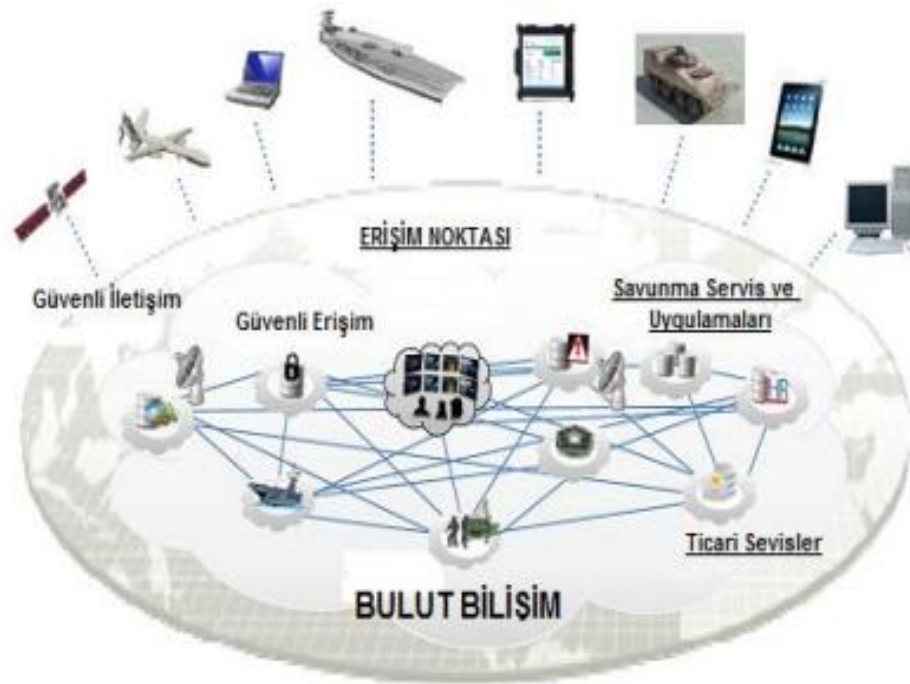 ERİŞİM NOKTASI
Güvenli İletişim
Güvenli Erişim
Savunma Servis ve
Uygulamaları
Ticari Sevisler
BULUT BİLİŞİM